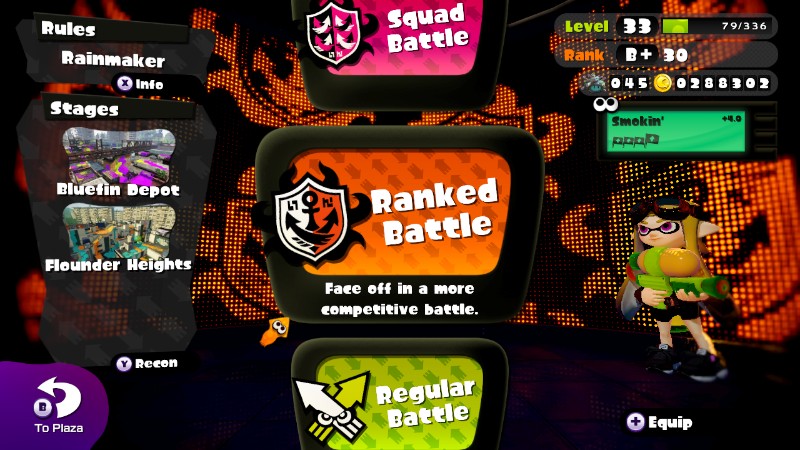 Rules
Rainmaker
X Info
Stages
Bluefin Depot
Flounder Heights
Y Recon
B
To Plaza
Squad
Battle
Ranked
Battle
Face off in a more
competitive battle.
Regular
Battle
Level 33 79/336
Rank B+ 30
045 0288302
Smokin' +4.0
+ Equip